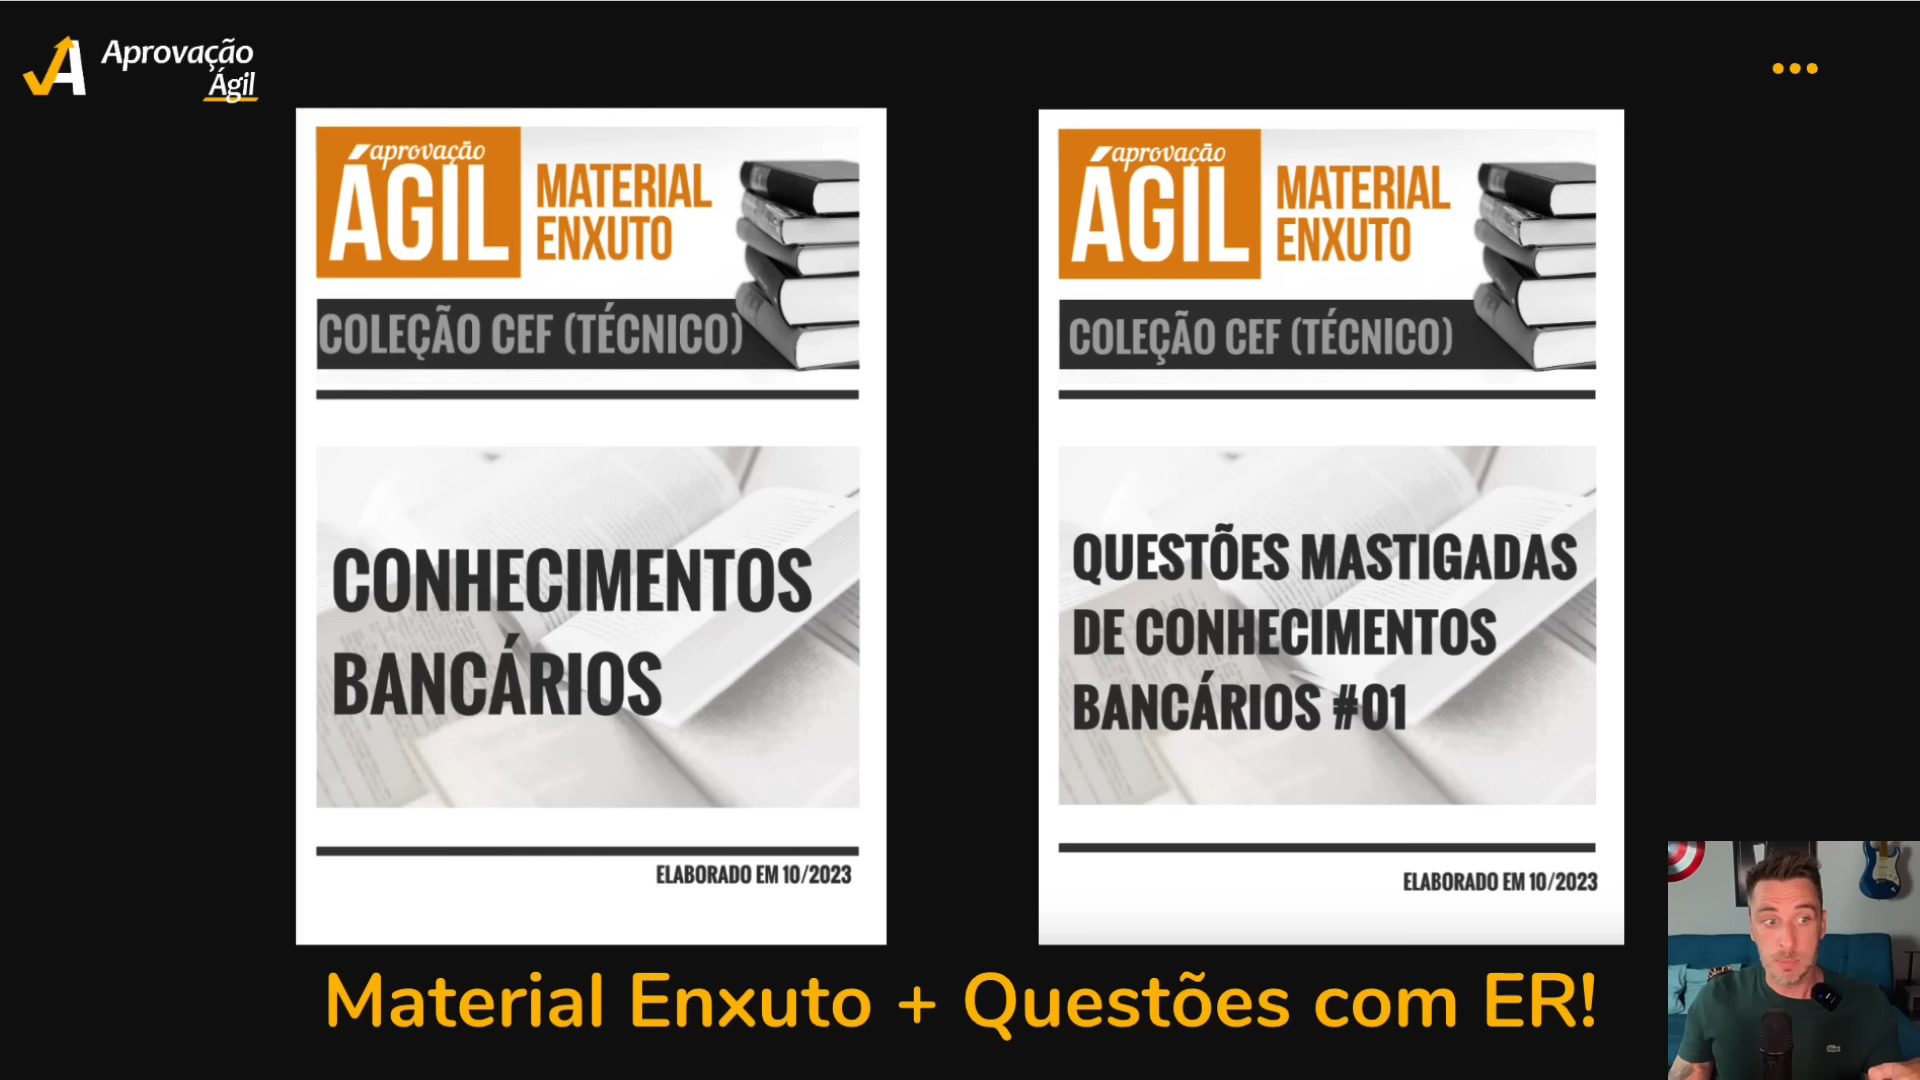 Aprovação
Ágil
aprovação
ÁGIL
MATERIAL
ENXUTO
COLEÇÃO CEF (TÉCNICO)
CONHECIMENTOS
BANCÁRIOS
ELABORADO EM 10/2023
aprovação
ÁGIL
MATERIAL
ENXUTO
COLEÇÃO CEF (TÉCNICO)
QUESTÕES MASTIGADAS
DE CONHECIMENTOS
BANCÁRIOS #01
ELABORADO EM 10/2023
Material Enxuto + Questões com ER!